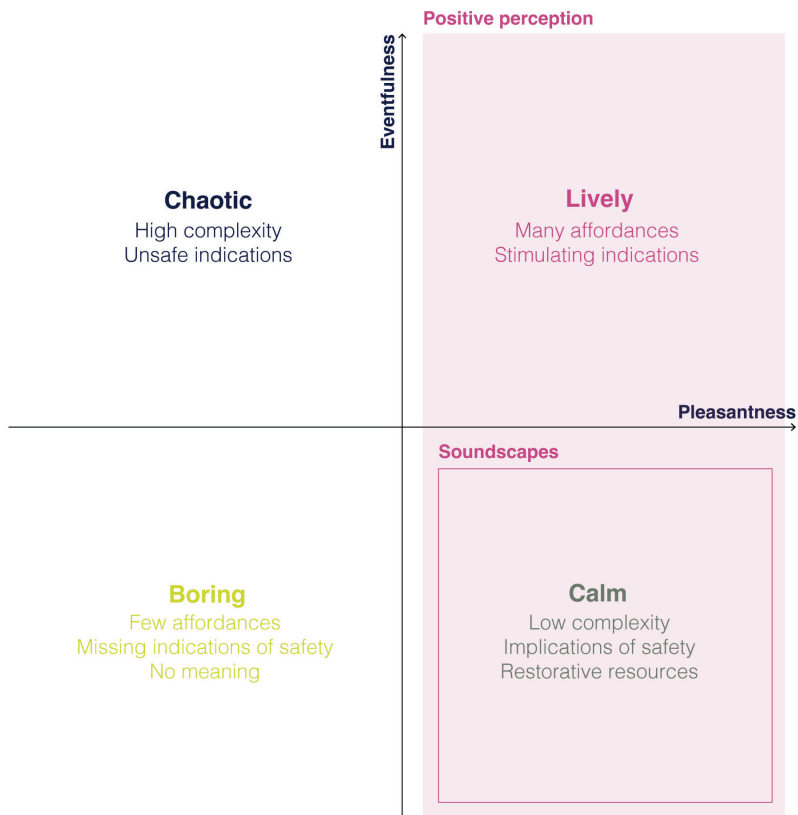 Positive perception
Eventfulness
Chaotic
High complexity
Unsafe indications
Lively
Many affordances
Stimulating indications
Pleasantness
Soundscapes
Boring
Few affordances
Missing indications of safety
No meaning
Calm
Low complexity
Implications of safety
Restorative resources